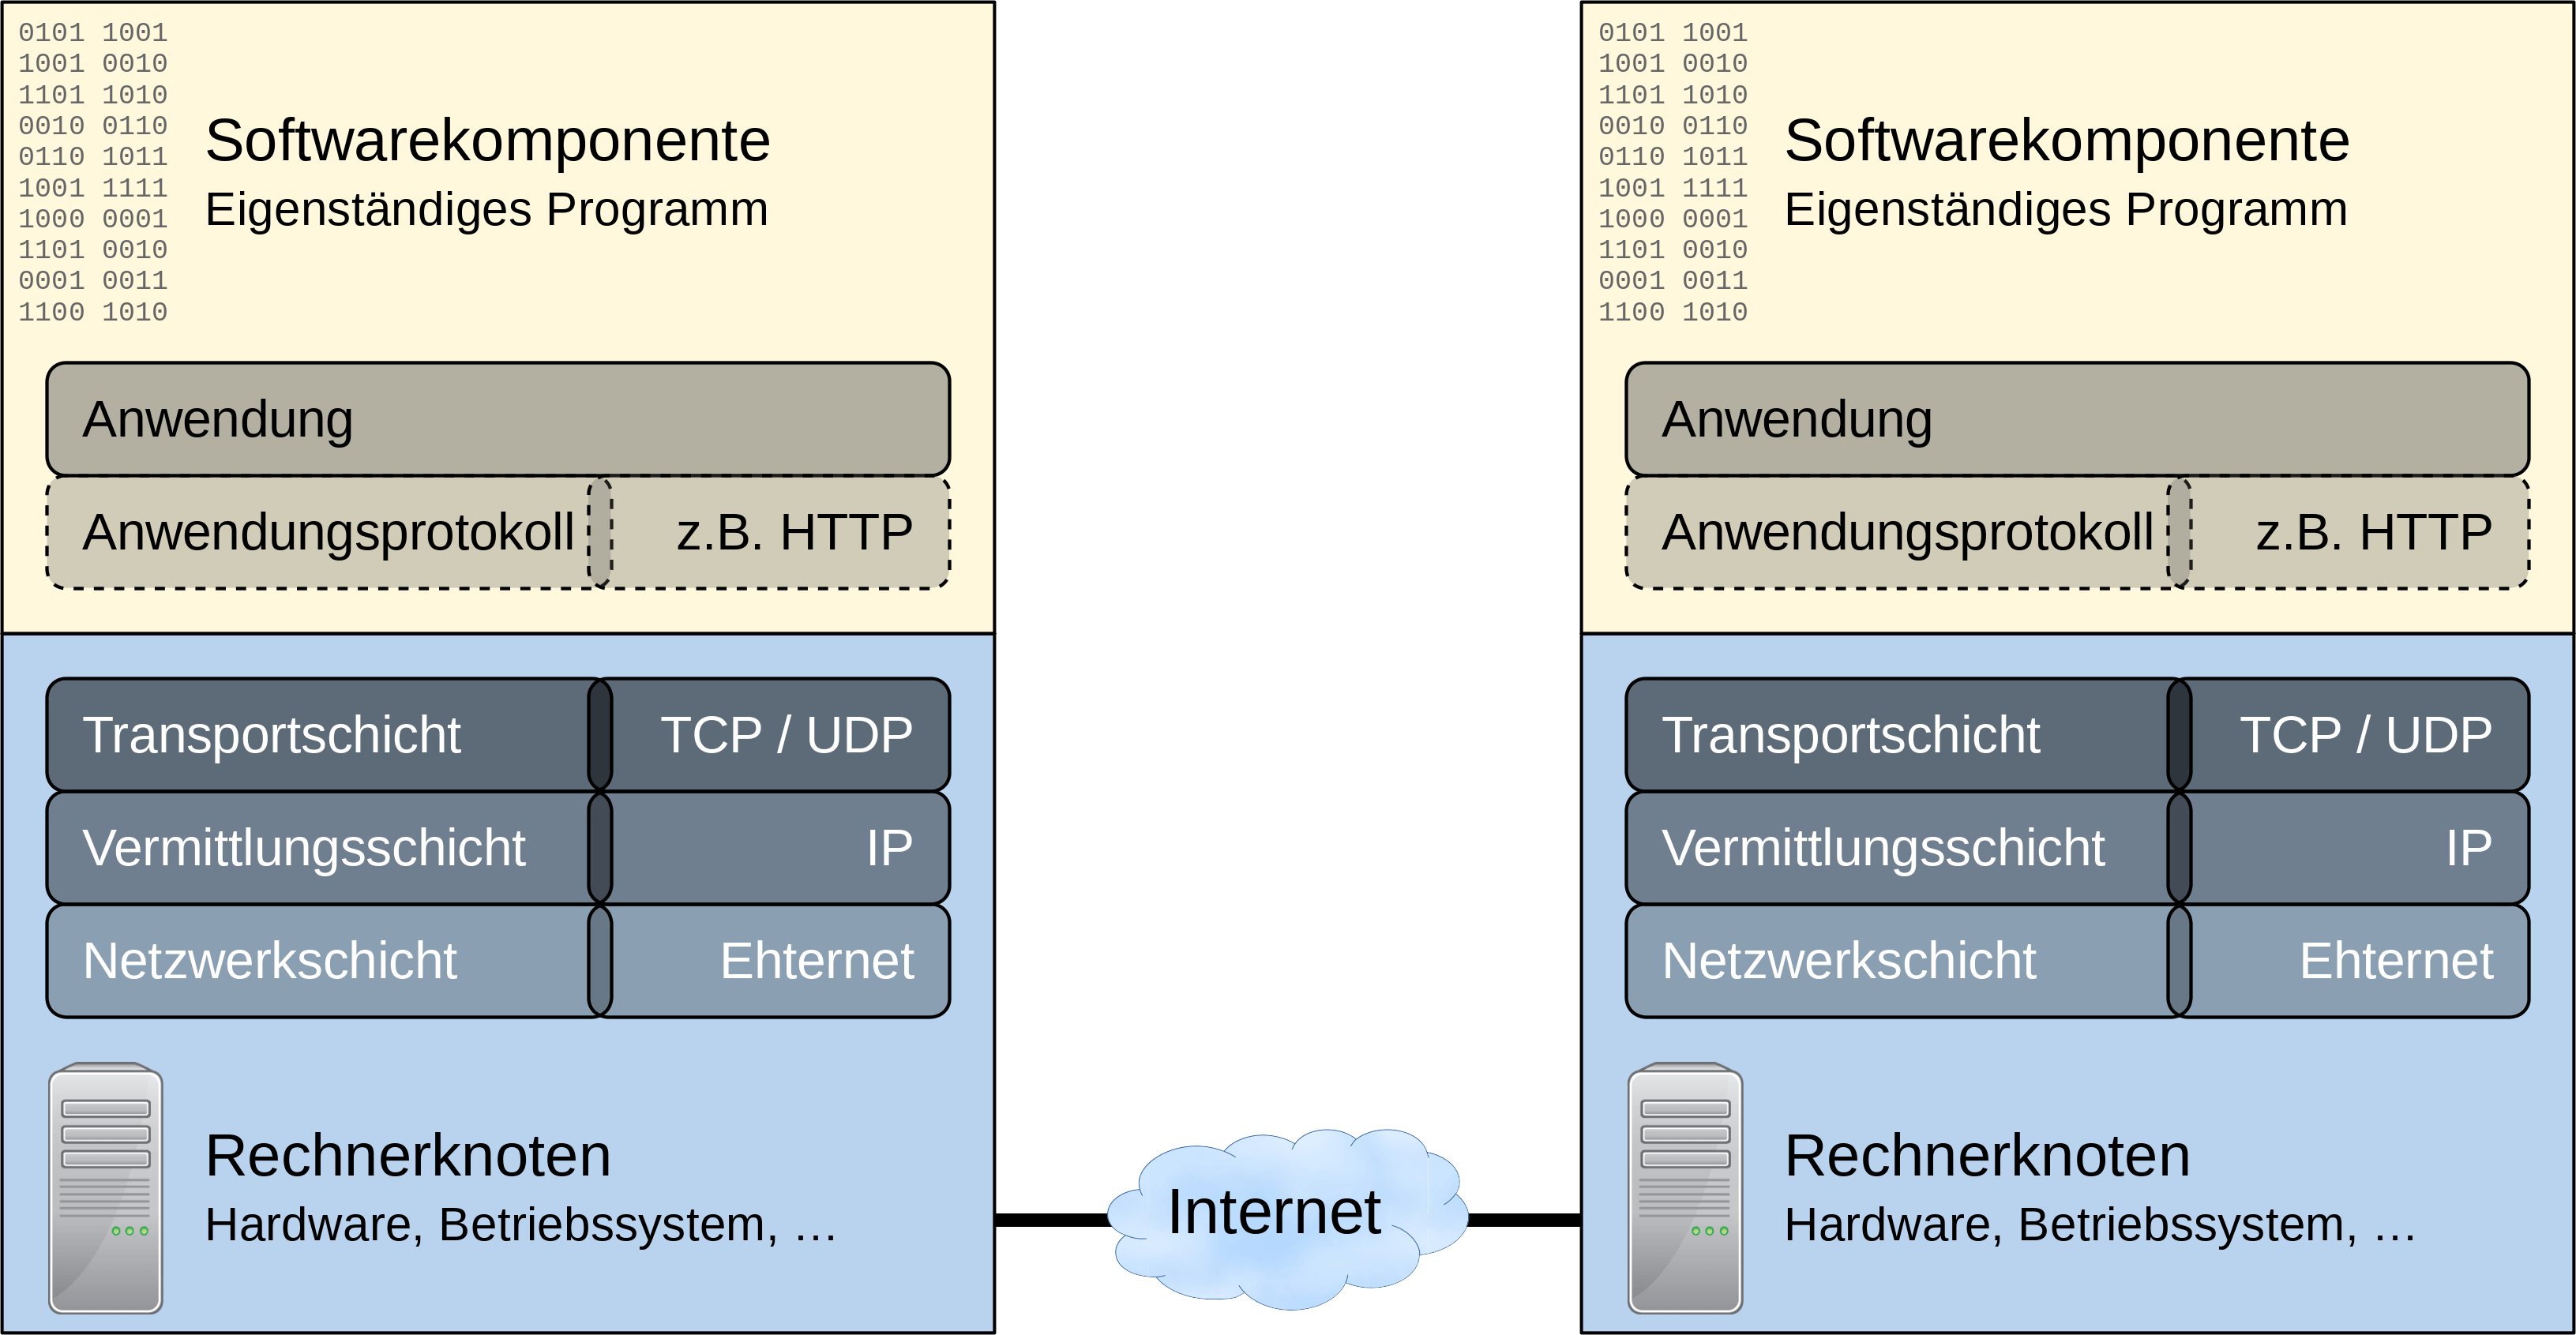 0101 1001
1001 0010
1101 1010
0010 0110
0110 1011
1001 1111
1000 0001
1101 0010
0001 0011
1100 1010
Softwarekomponente
Eigenständiges Programm
Anwendung
Anwendungsprotokoll z.B. HTTP
Transportschicht TCP / UDP
Vermittlungsschicht IP
Netzwerkschicht Ehternet
Rechnerknoten
Hardware, Betriebssystem, …
Internet
0101 1001
1001 0010
1101 1010
0010 0110
0110 1011
1001 1111
1000 0001
1101 0010
0001 0011
1100 1010
Softwarekomponente
Eigenständiges Programm
Anwendung
Anwendungsprotokoll z.B. HTTP
Transportschicht TCP / UDP
Vermittlungsschicht IP
Netzwerkschicht Ehternet
Rechnerknoten
Hardware, Betriebssystem, …